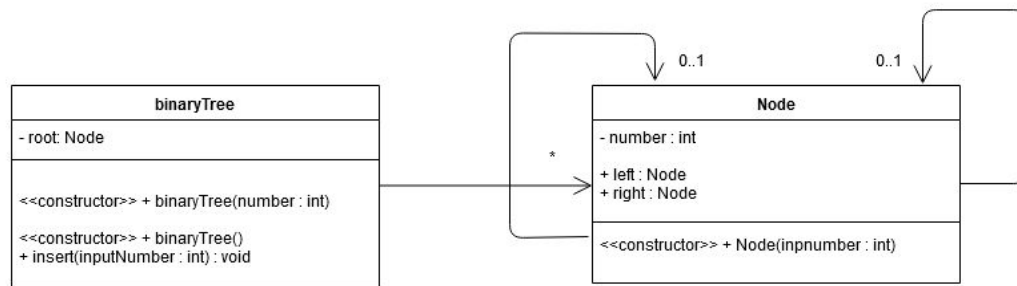 binaryTree
- root: Node
<<constructor>> + binaryTree(number : int)
<<constructor>> + binaryTree()
+ insert(inputNumber : int) : void
*
0..1
0..1
Node
- number : int
+ left : Node
+ right : Node
<<constructor>> + Node(inpnumber : int)